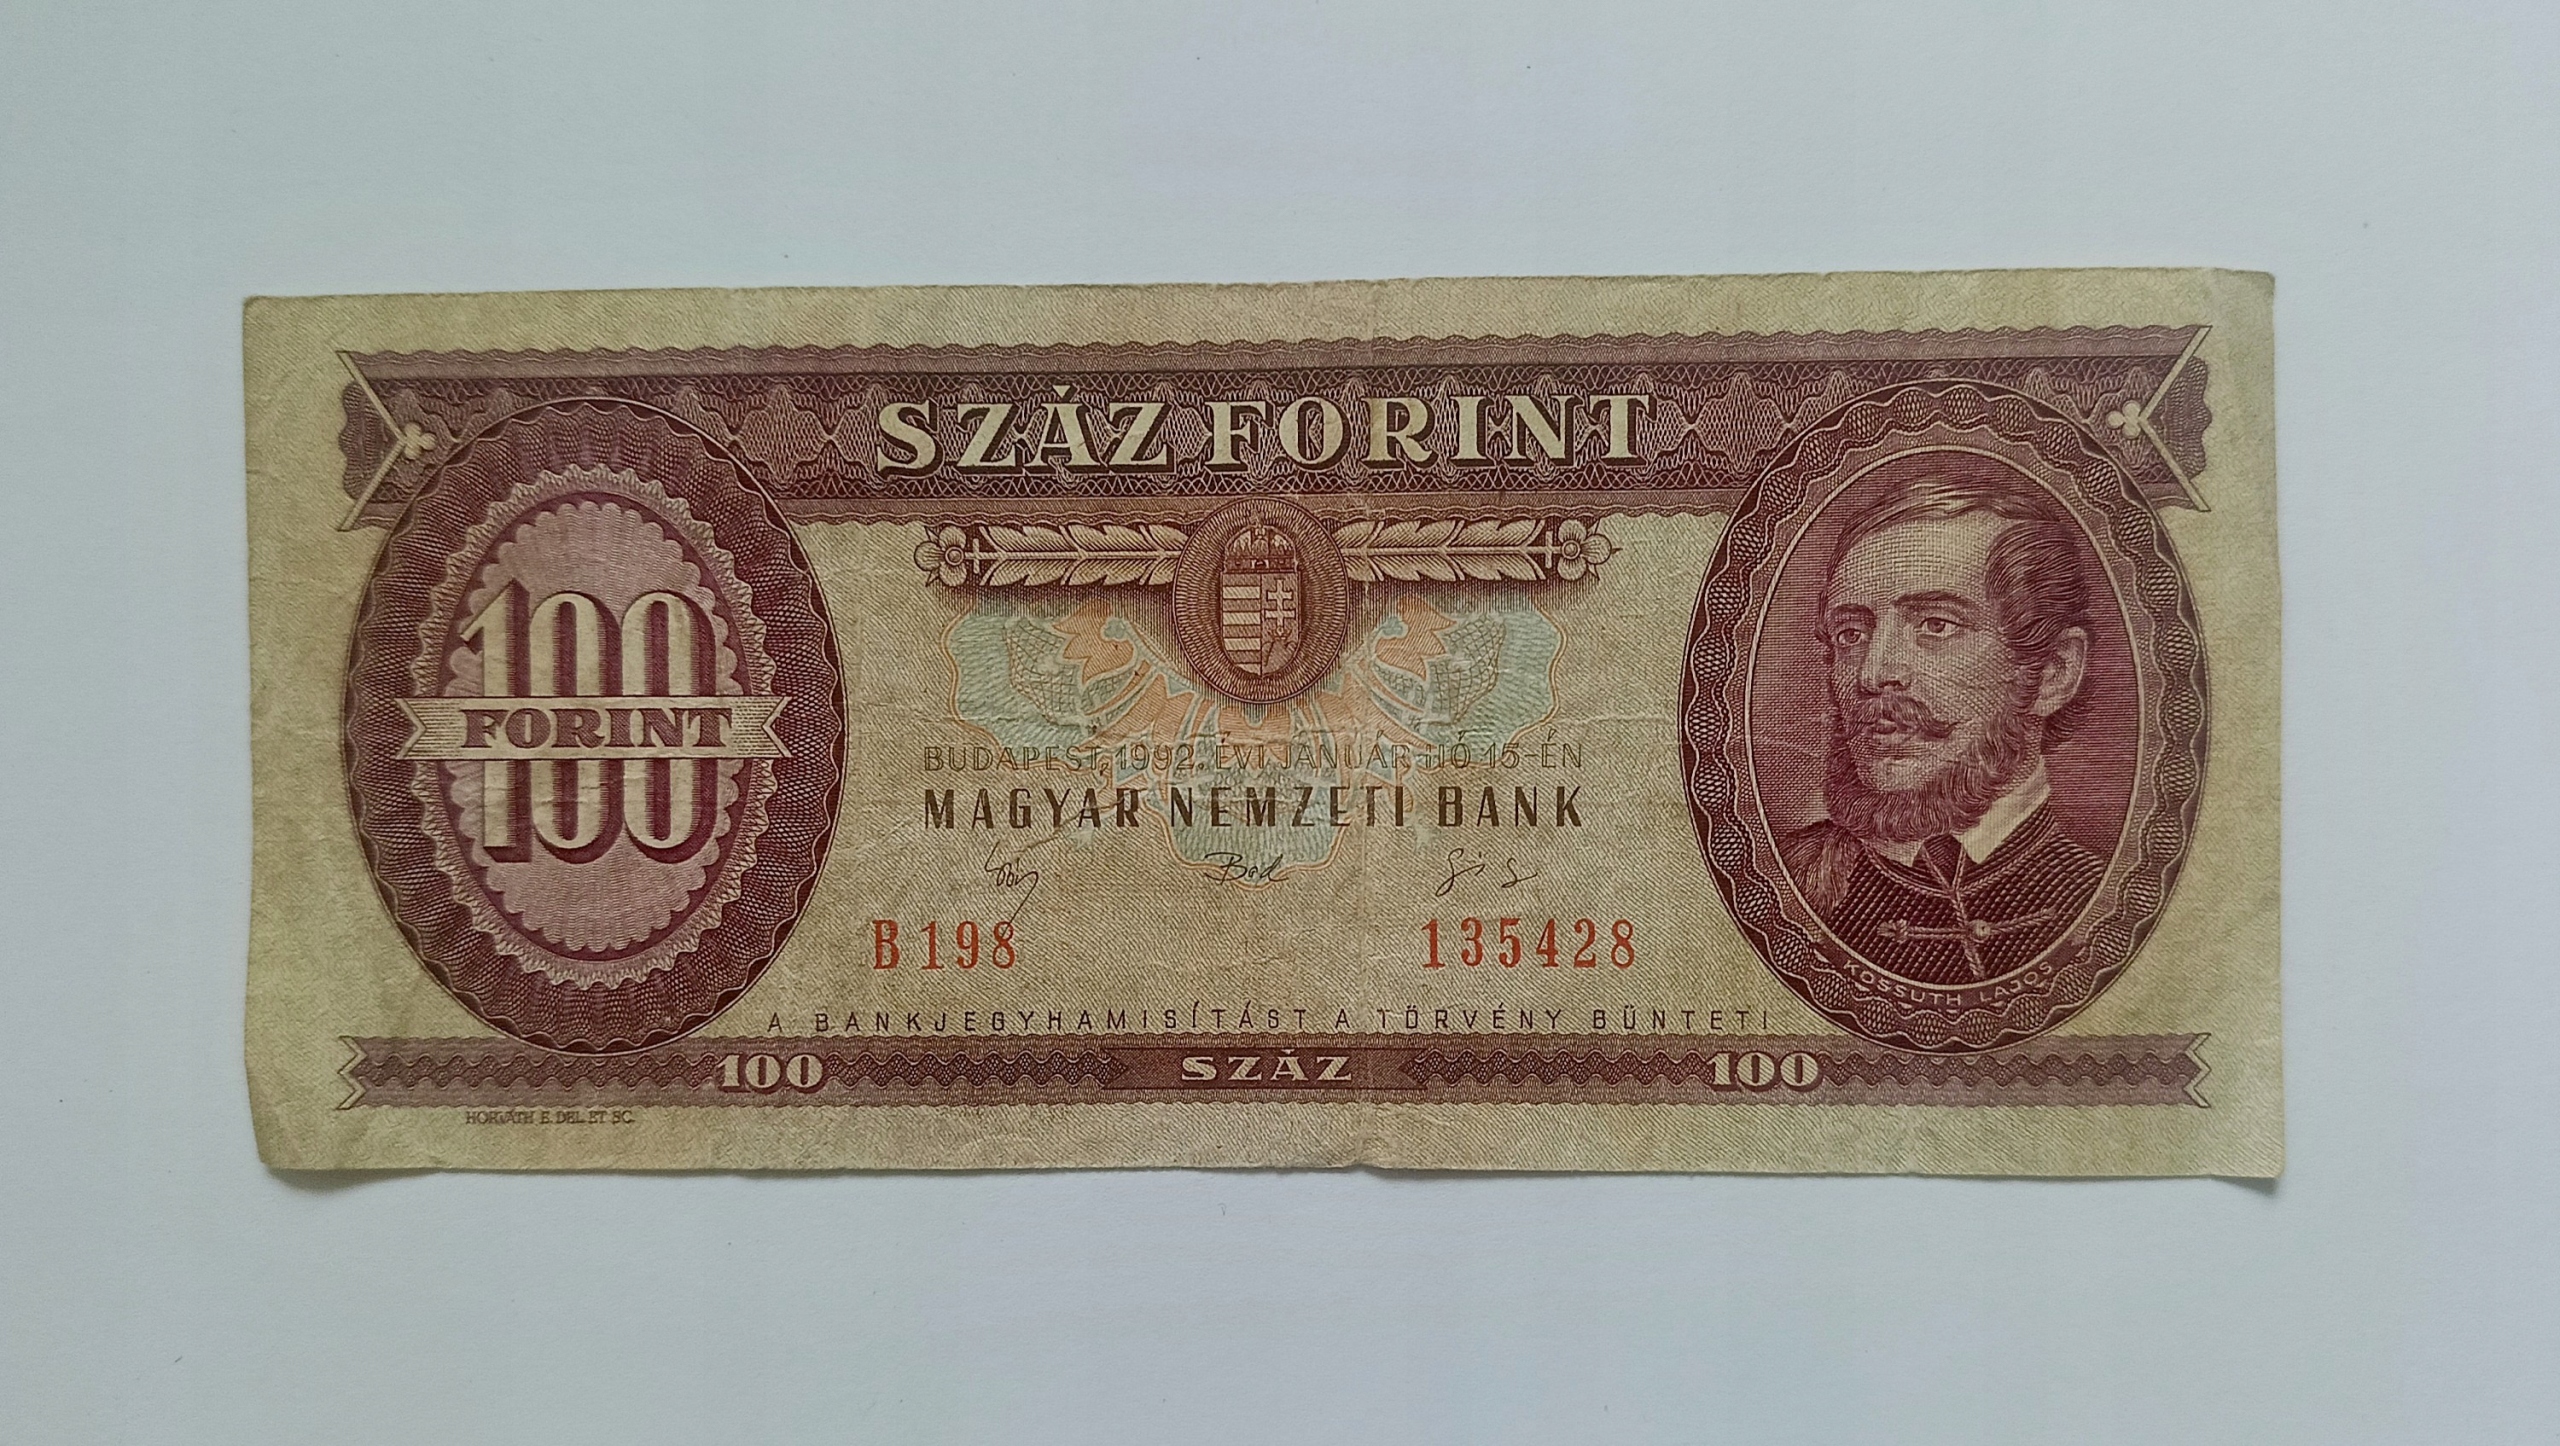 SZÁZ FORINT
100
FORINT
BUDAPEST, 1992. ÉVI JANUÁR HÓ 15-ÉN
MAGYAR NEMZETI BANK
B198 135428
KOSSUTH LAJOS
A BANKJEGYHAMISÍTÁST A TÖRVÉNY BÜNTETI
100 SZÁZ 100
HORVÁTH E. DEL. ET SC.